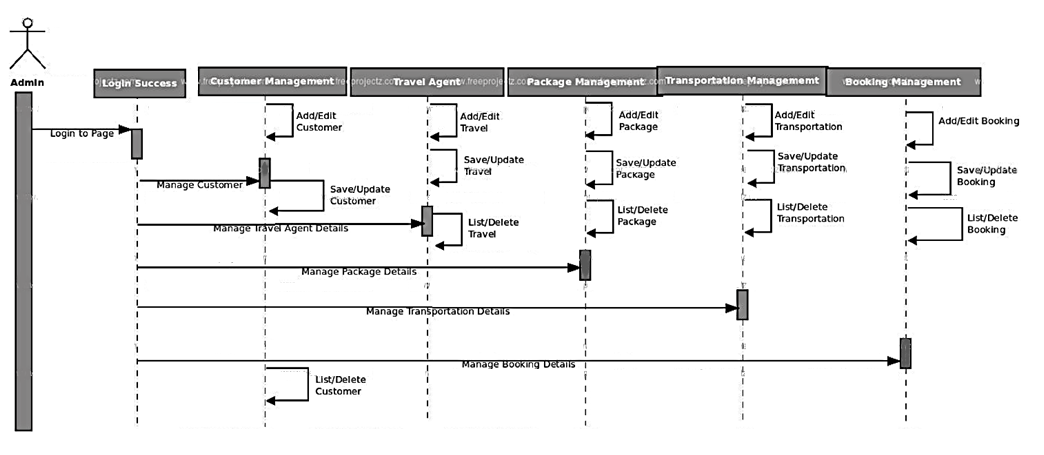 Admin
Login Success
Customer Management
Travel Agent
Package Management
Transportation Managememt
Booking Management
Login to Page
Add/Edit
Customer
Add/Edit
Travel
Add/Edit
Package
Add/Edit
Transportation
Add/Edit Booking
Save/Update
Travel
Save/Update
Package
Save/Update
Transportation
Save/Update
Booking
Manage Customer
Save/Update
Customer
List/Delete
Travel
List/Delete
Package
List/Delete
Transportation
List/Delete
Booking
Manage Travel Agent Details
Manage Package Details
Manage Transportation Details
Manage Booking Details
List/Delete
Customer